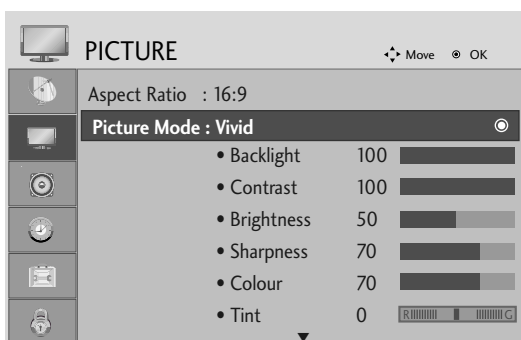 PICTURE
Move OK
Aspect Ratio : 16:9
Picture Mode : Vivid
• Backlight 100
• Contrast 100
• Brightness 50
• Sharpness 70
• Colour 70
• Tint 0 R G